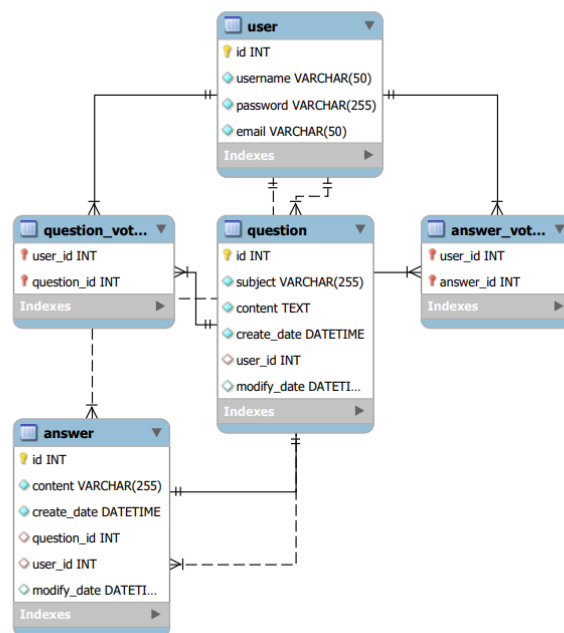 user
id INT
username VARCHAR(50)
password VARCHAR(255)
email VARCHAR(50)
Indexes
question_vot...
user_id INT
question_id INT
Indexes
question
id INT
subject VARCHAR(255)
content TEXT
create_date DATETIME
user_id INT
modify_date DATETI...
Indexes
answer_vot...
user_id INT
answer_id INT
Indexes
answer
id INT
content VARCHAR(255)
create_date DATETIME
question_id INT
user_id INT
modify_date DATETI...
Indexes